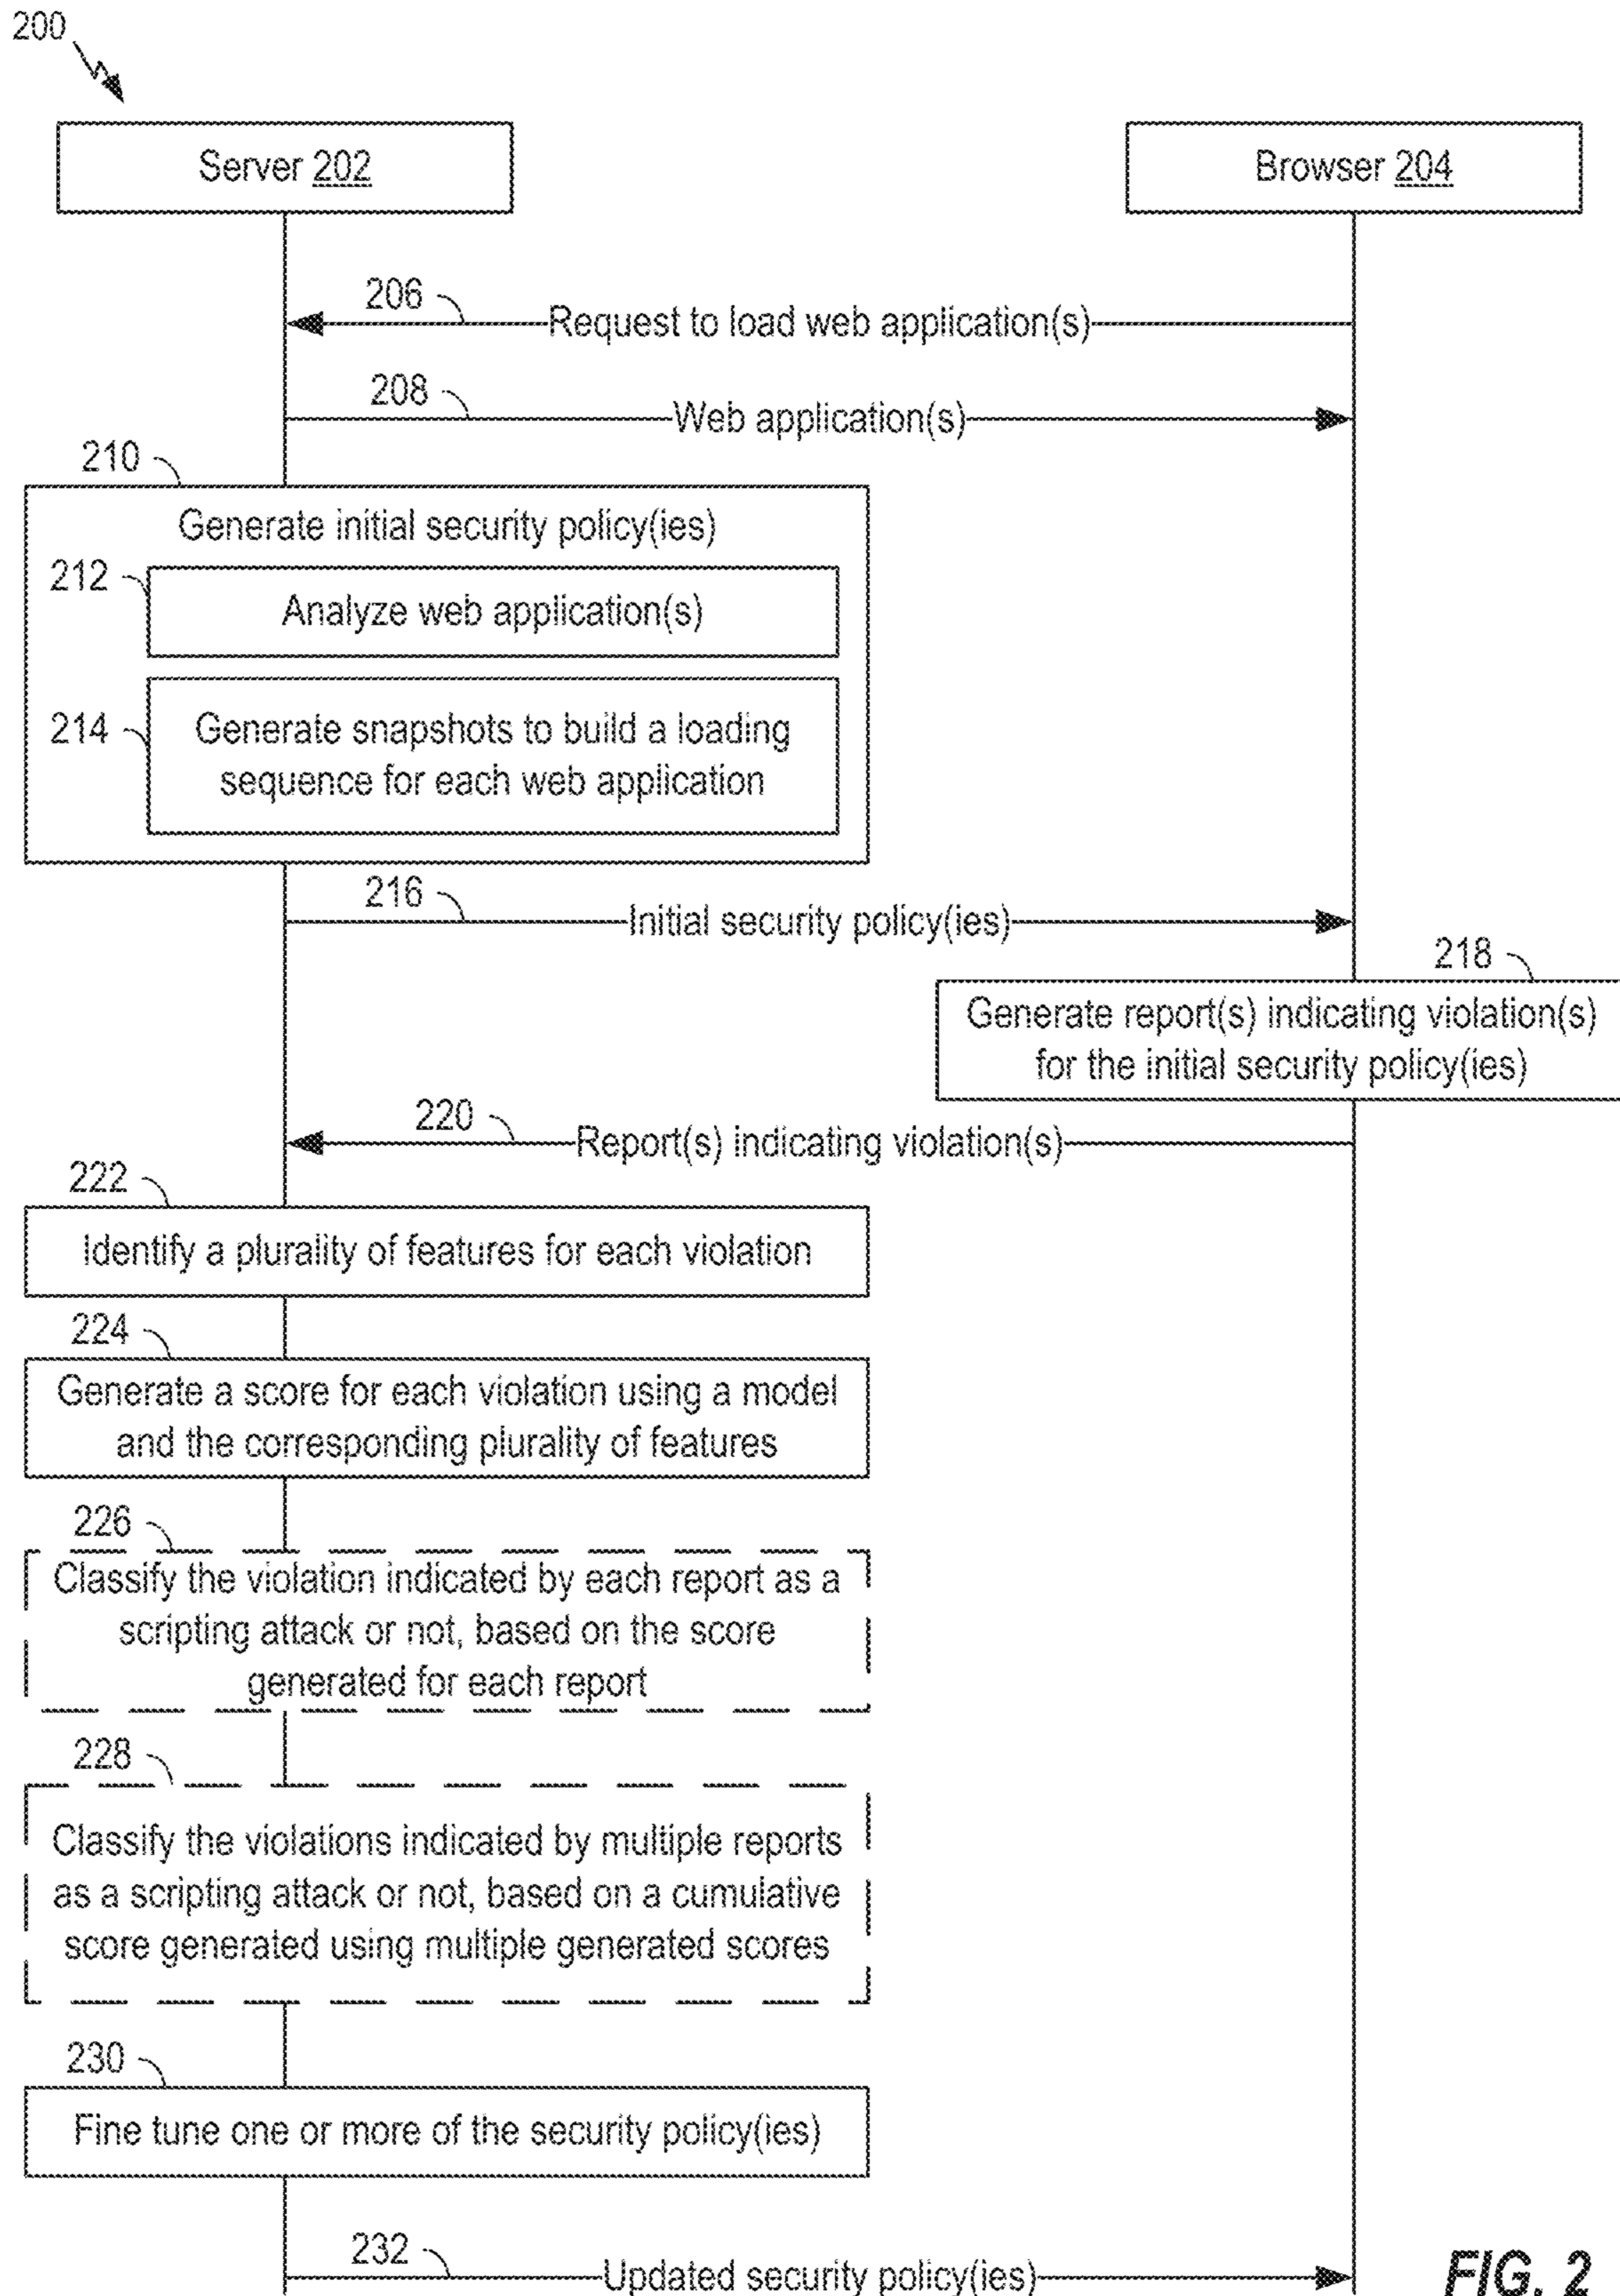 200
Server 202
Browser 204
206
Request to load web application(s)
208
Web application(s)
210
Generate initial security policy(ies)
212
Analyze web application(s)
214
Generate snapshots to build a loading
sequence for each web application
216
Initial security policy(ies)
218
Generate report(s) indicating violation(s)
for the initial security policy(ies)
220
Report(s) indicating violation(s)
222
Identify a plurality of features for each violation
224
Generate a score for each violation using a model
and the corresponding plurality of features
226
Classify the violation indicated by each report as a
scripting attack or not, based on the score
generated for each report
228
Classify the violations indicated by multiple reports
as a scripting attack or not, based on a cumulative
score generated using multiple generated scores
230
Fine tune one or more of the security policy(ies)
232
Updated security policy(ies)
FIG. 2